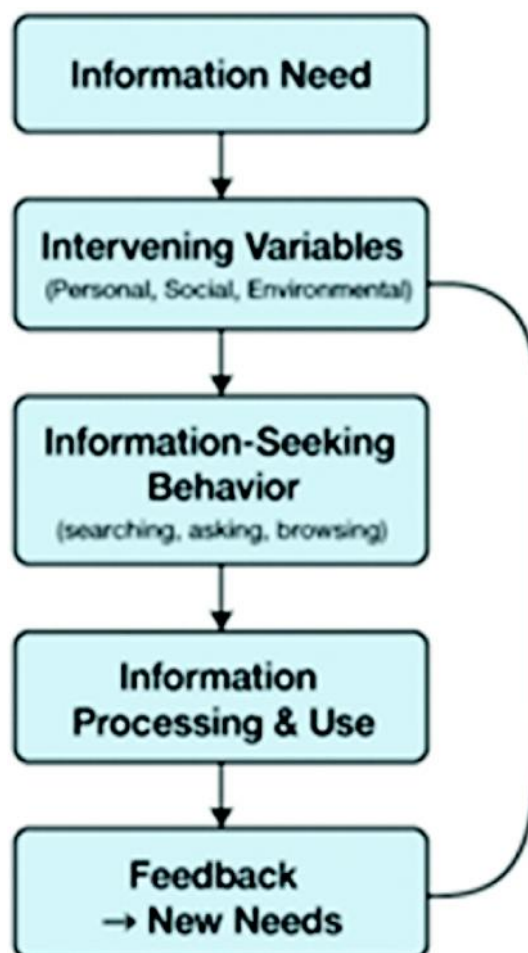 Information Need
Intervening Variables
(Personal, Social, Environmental)
Information-Seeking
Behavior
(searching, asking, browsing)
Information
Processing & Use
Feedback
→ New Needs